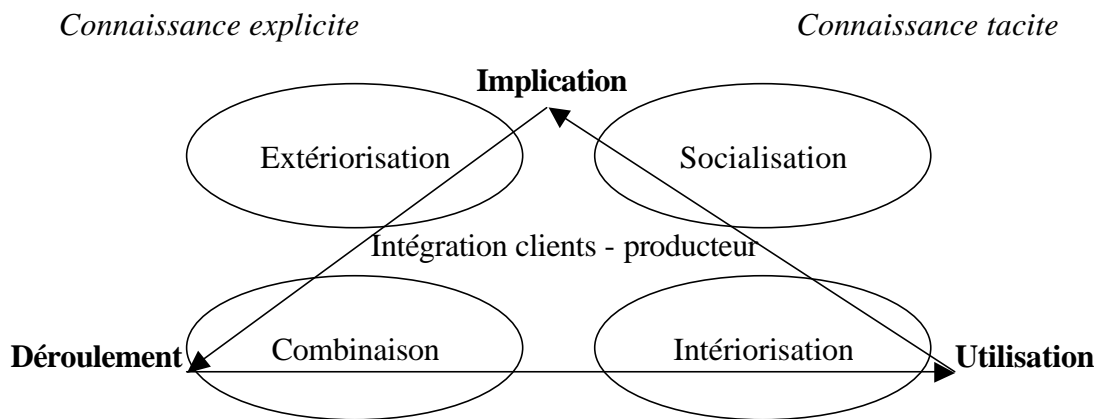 Connaissance explicite Connaissance tacite
Implication
Extériorisation Socialisation
Intégration clients - producteur
Déroulement Combinaison Intériorisation Utilisation